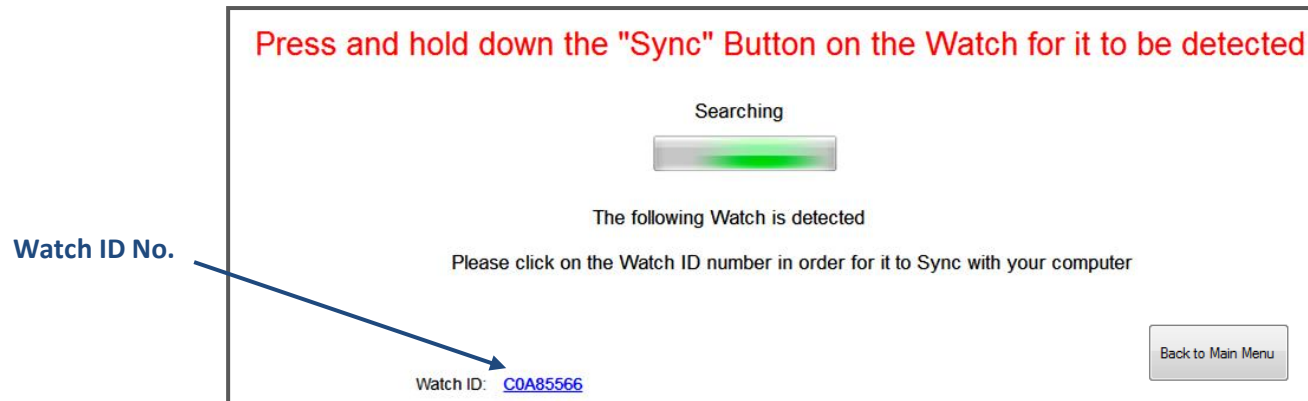 Press and hold down the "Sync" Button on the Watch for it to be detected
Searching
The following Watch is detected
Watch ID No.
Please click on the Watch ID number in order for it to Sync with your computer
Back to Main Menu
Watch ID: C0A85566